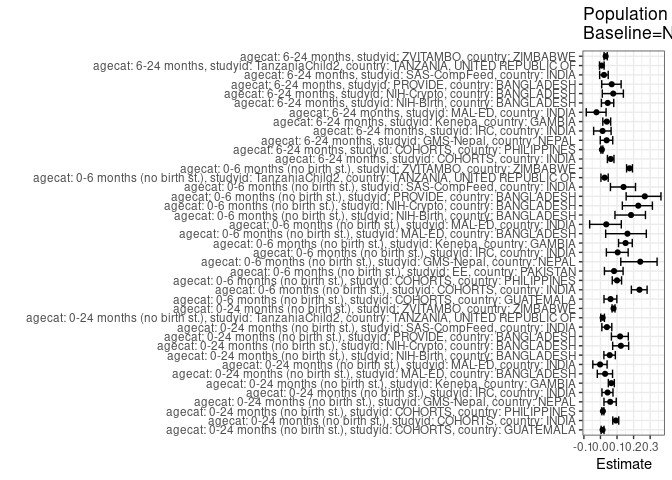 Population
Baseline=N
agecat: 6-24 months, studyid: ZVITAMBO, country: ZIMBABWE
agecat: 6-24 months, studyid: TanzaniaChild2, country: TANZANIA, UNITED REPUBLIC OF
agecat: 6-24 months, studyid: SAS-CompFeed, country: INDIA
agecat: 6-24 months, studyid: PROVIDE, country: BANGLADESH
agecat: 6-24 months, studyid: NIH-Crypto, country: BANGLADESH
agecat: 6-24 months, studyid: NIH-Birth, country: BANGLADESH
agecat: 6-24 months, studyid: MAL-ED, country: INDIA
agecat: 6-24 months, studyid: Keneba, country: GAMBIA
agecat: 6-24 months, studyid: IRC, country: INDIA
agecat: 6-24 months, studyid: GMS-Nepal, country: NEPAL
agecat: 6-24 months, studyid: COHORTS, country: PHILIPPINES
agecat: 6-24 months, studyid: COHORTS, country: INDIA
agecat: 0-6 months (no birth st.), studyid: ZVITAMBO, country: ZIMBABWE
agecat: 0-6 months (no birth st.), studyid: TanzaniaChild2, country: TANZANIA, UNITED REPUBLIC OF
agecat: 0-6 months (no birth st.), studyid: SAS-CompFeed, country: INDIA
agecat: 0-6 months (no birth st.), studyid: PROVIDE, country: BANGLADESH
agecat: 0-6 months (no birth st.), studyid: NIH-Crypto, country: BANGLADESH
agecat: 0-6 months (no birth st.), studyid: NIH-Birth, country: BANGLADESH
agecat: 0-6 months (no birth st.), studyid: MAL-ED, country: INDIA
agecat: 0-6 months (no birth st.), studyid: MAL-ED, country: BANGLADESH
agecat: 0-6 months (no birth st.), studyid: Keneba, country: GAMBIA
agecat: 0-6 months (no birth st.), studyid: IRC, country: INDIA
agecat: 0-6 months (no birth st.), studyid: GMS-Nepal, country: NEPAL
agecat: 0-6 months (no birth st.), studyid: EE, country: PAKISTAN
agecat: 0-6 months (no birth st.), studyid: COHORTS, country: PHILIPPINES
agecat: 0-6 months (no birth st.), studyid: COHORTS, country: INDIA
agecat: 0-6 months (no birth st.), studyid: COHORTS, country: GUATEMALA
agecat: 0-24 months (no birth st.), studyid: ZVITAMBO, country: ZIMBABWE
agecat: 0-24 months (no birth st.), studyid: TanzaniaChild2, country: TANZANIA, UNITED REPUBLIC OF
agecat: 0-24 months (no birth st.), studyid: SAS-CompFeed, country: INDIA
agecat: 0-24 months (no birth st.), studyid: PROVIDE, country: BANGLADESH
agecat: 0-24 months (no birth st.), studyid: NIH-Crypto, country: BANGLADESH
agecat: 0-24 months (no birth st.), studyid: NIH-Birth, country: BANGLADESH
agecat: 0-24 months (no birth st.), studyid: MAL-ED, country: INDIA
agecat: 0-24 months (no birth st.), studyid: MAL-ED, country: BANGLADESH
agecat: 0-24 months (no birth st.), studyid: Keneba, country: GAMBIA
agecat: 0-24 months (no birth st.), studyid: IRC, country: INDIA
agecat: 0-24 months (no birth st.), studyid: GMS-Nepal, country: NEPAL
agecat: 0-24 months (no birth st.), studyid: COHORTS, country: PHILIPPINES
agecat: 0-24 months (no birth st.), studyid: COHORTS, country: INDIA
agecat: 0-24 months (no birth st.), studyid: COHORTS, country: GUATEMALA
-0.10.00.10.20.3
Estimate